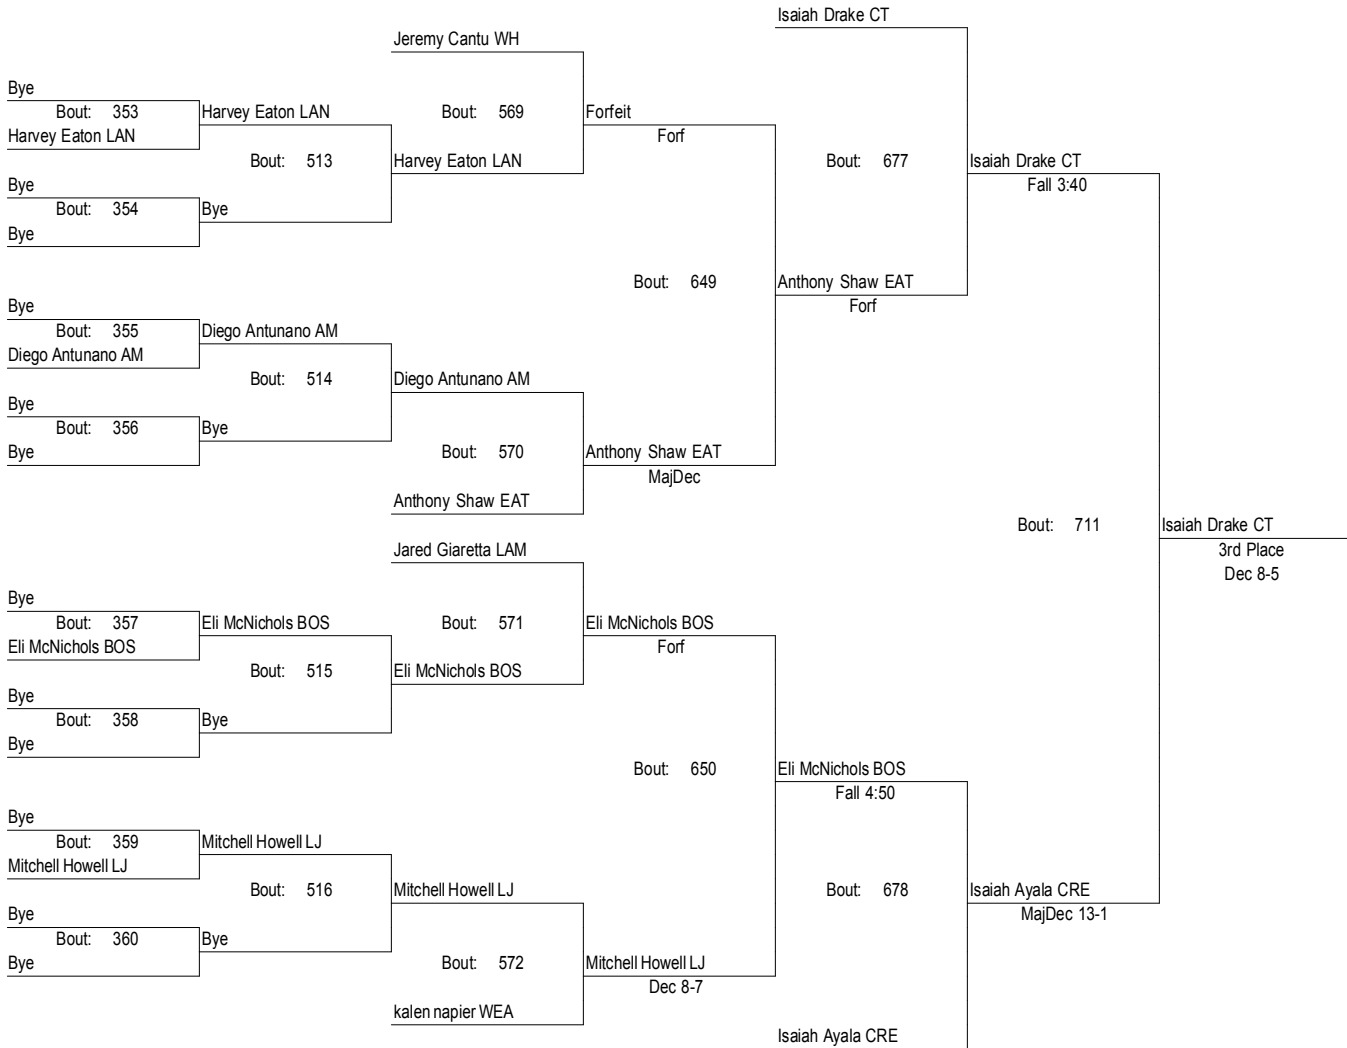 Isaiah Drake CT
Jeremy Cantu WH
Bye
Bout: 353
Harvey Eaton LAN
Bout: 569
Forfeit
Harvey Eaton LAN
Forf
Bout: 513
Harvey Eaton LAN
Bout: 677
Isaiah Drake CT
Bye
Fall 3:40
Bout: 354
Bye
Bye
Bout: 649
Anthony Shaw EAT
Bye
Forf
Bout: 355
Diego Antunano AM
Diego Antunano AM
Bout: 514
Diego Antunano AM
Bye
Bout: 356
Bye
Bye
Bout: 570
Anthony Shaw EAT
MajDec
Anthony Shaw EAT
Bout: 711
Isaiah Drake CT
Jared Giaretta LAM
3rd Place
Dec 8-5
Bye
Bout: 357
Eli McNichols BOS
Bout: 571
Eli McNichols BOS
Eli McNichols BOS
Forf
Bout: 515
Eli McNichols BOS
Bye
Bout: 358
Bye
Bye
Bout: 650
Eli McNichols BOS
Fall 4:50
Bye
Bout: 359
Mitchell Howell LJ
Mitchell Howell LJ
Bout: 516
Mitchell Howell LJ
Bout: 678
Isaiah Ayala CRE
Bye
MajDec 13-1
Bout: 360
Bye
Bye
Bout: 572
Mitchell Howell LJ
Dec 8-7
kalen napier WEA
Isaiah Ayala CRE